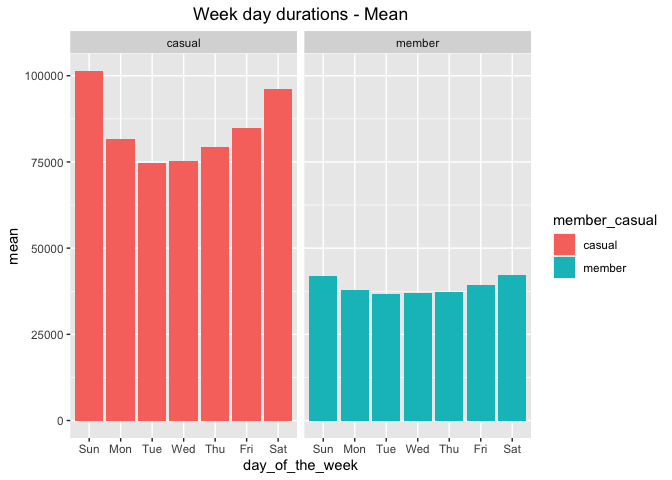 Week day durations - Mean
casual
member
100000
75000
50000
25000
0
mean
Sun Mon Tue Wed Thu Fri Sat
Sun Mon Tue Wed Thu Fri Sat
day_of_the_week
member_casual
casual
member